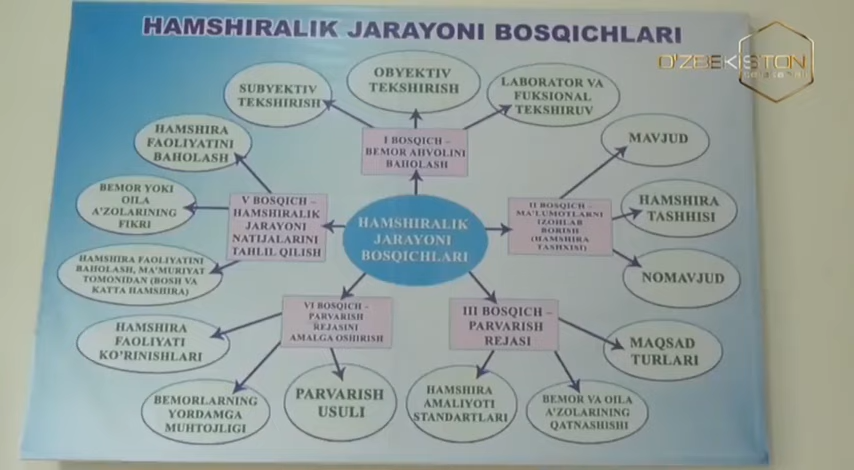 HAMSHIRALIK JARAYONI BOSQICHLARI
O'ZBEKISTON
SUBYEKTIV
TEKSHIRISH
OBYEKTIV
TEKSHIRISH
LABORATOR VA
FUKSIONAL
TEKSHIRUV
I BOSQICH –
BEMOR AHVOLINI
BAHOLASH
HAMSHIRA
FAOLIYATINI
BAHOLASH
BEMOR YOKI
OILA
A'ZOLARINING
FIKRI
HAMSHIRA FAOLIYATINI
BAHOLASH, MA'MURIYAT
TOMONIDAN (BOSH VA
KATTA HAMSHIRA)
V BOSQICH –
HAMSHIRALIK
JARAYONI
NATIJALARINI
TAHLIL QILISH
HAMSHIRALIK
JARAYONI
BOSQICHLARI
II BOSQICH –
MA'LUMOTLARNI
IZOHLAB
BORISH
(HAMSHIRA
TASHXISI)
MAVJUD
HAMSHIRA
TASHHISI
NOMAVJUD
VI BOSQICH –
PARVARISH
REJASINI
AMALGA OSHIRISH
III BOSQICH –
PARVARISH
REJASI
HAMSHIRA
FAOLIYATI
KO'RINISHLARI
BEMORLARNING
YORDAMGA
MUHTOJLIGI
PARVARISH
USULI
HAMSHIRA
AMALIYOTI
STANDARTLARI
BEMOR VA OILA
A'ZOLARINING
QATNASHISHI
MAQSAD
TURLARI